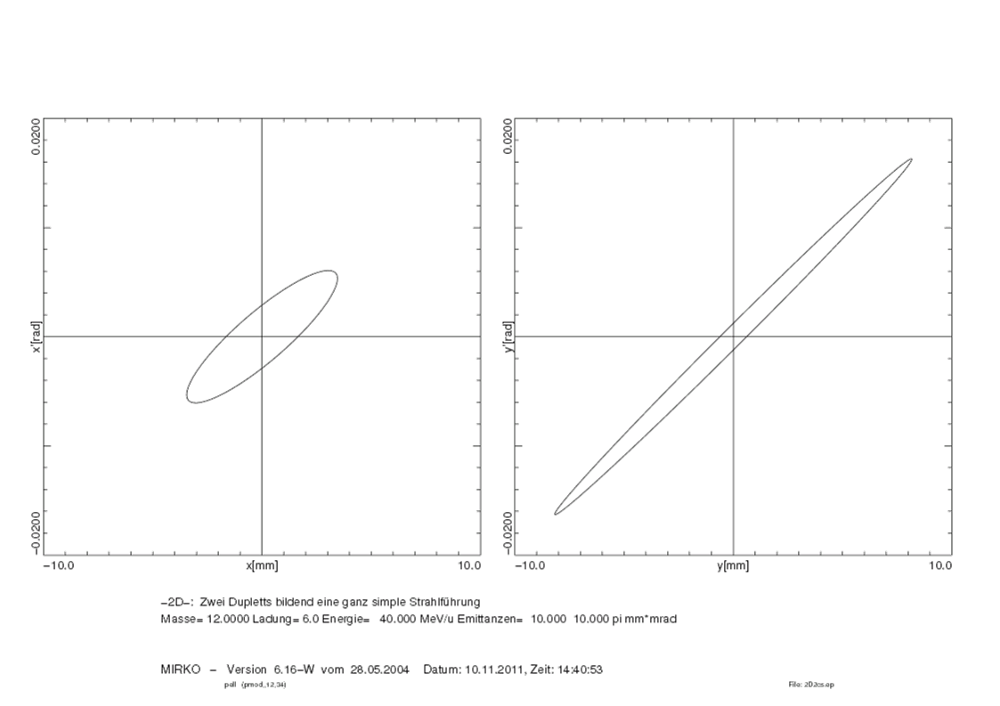 0.0200
0.0200
x'[rad]
y'[rad]
−0.0200
−0.0200
−10.0 x[mm] 10.0
−10.0 y[mm] 10.0
−2D−: Zwei Dupletts bildend eine ganz simple Strahlführung
Masse= 12.0000 Ladung= 6.0 Energie= 40.000 MeV/u Emittanzen= 10.000 10.000 pi mm*mrad
MIRKO − Version 6.16−W vom 28.05.2004 Datum: 10.11.2011, Zeit: 14:40:53
File: